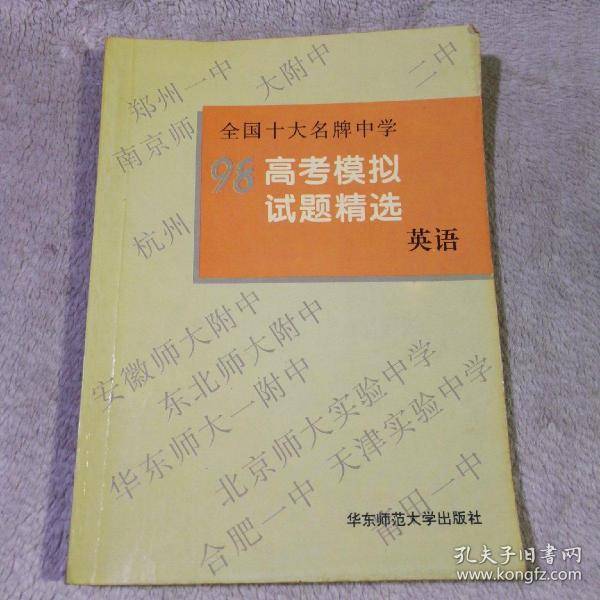 郑州一中
大附中
二中
南京师
全国十大名牌中学
98 高考模拟
试题精选
杭州
英语
安徽师大附中
东北师大附中
华东师大一附中
北京师大实验中学
天津实验中学
合肥一中
莆田一中
华东师范大学出版社
孔夫子旧书网
www.kongfz.com